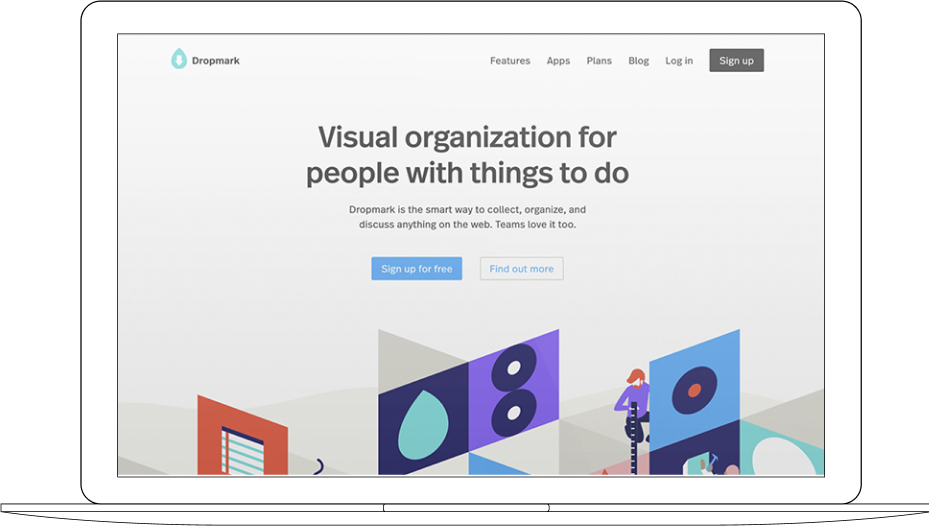 Dropmark
Features Apps Plans Blog Log in Sign up
Visual organization for
people with things to do
Dropmark is the smart way to collect, organize, and
discuss anything on the web. Teams love it too.
Sign up for free Find out more